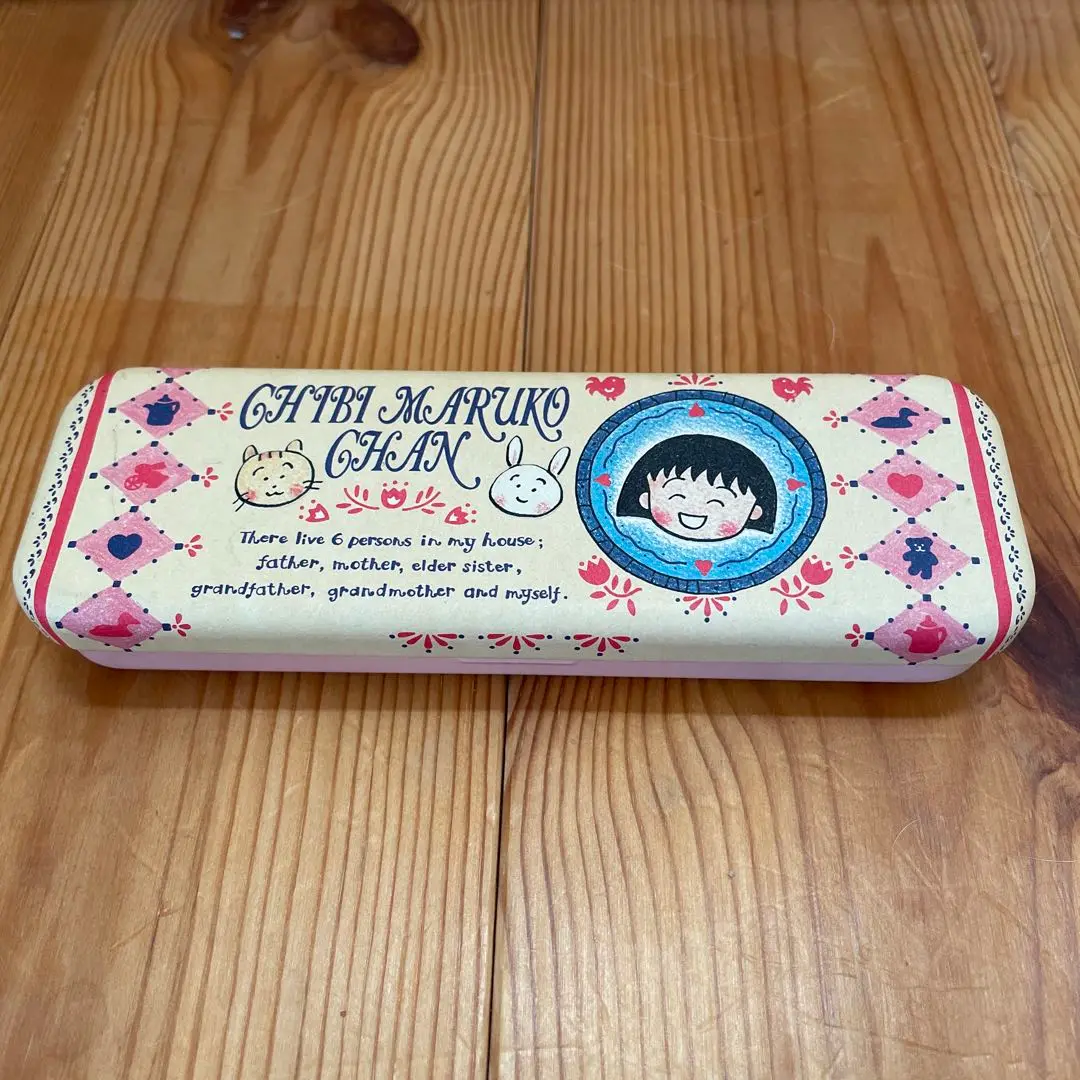 CHIBI MARUKO
CHAN
There live 6 persons in my house;
father, mother, elder sister,
grandfather, grandmother and myself.